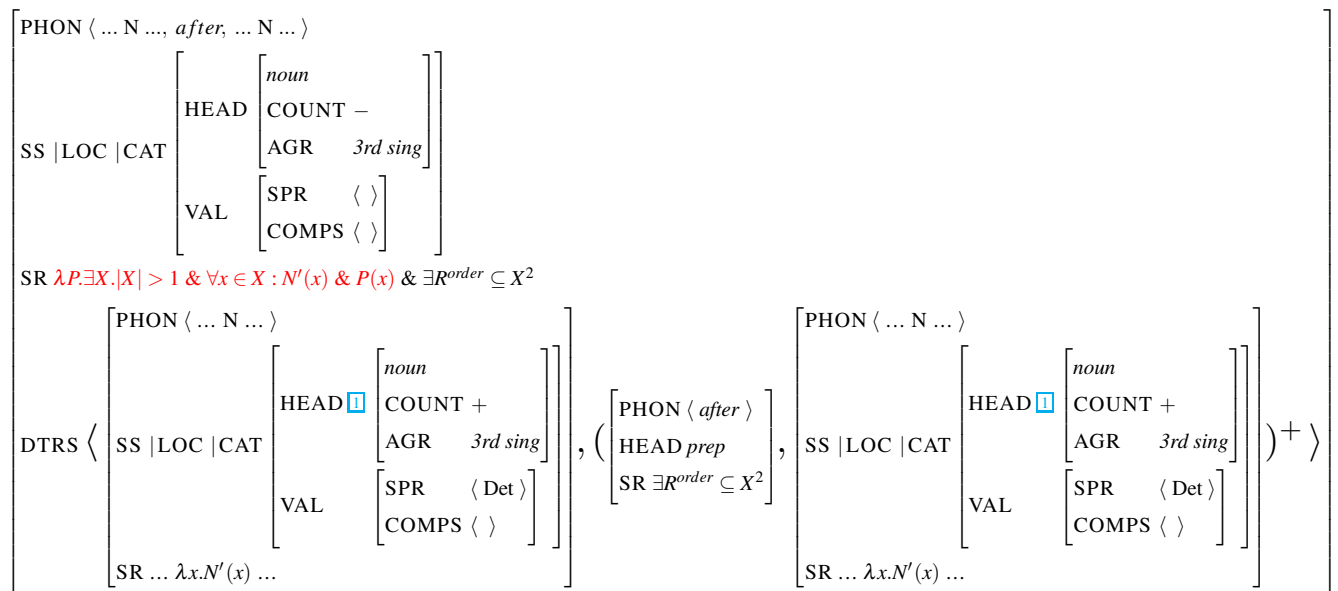 PHON ⟨ ... N ..., after, ... N ... ⟩
SS |LOC |CAT
HEAD
noun
COUNT −
AGR 3rd sing
VAL
SPR ⟨ ⟩
COMPS ⟨ ⟩
SR λP.∃X.|X| > 1 & ∀x ∈ X : N′(x) & P(x) & ∃R^order ⊆ X²
DTRS ⟨
PHON ⟨ ... N ... ⟩
SS |LOC |CAT
HEAD 1
noun
COUNT +
AGR 3rd sing
VAL
SPR ⟨ Det ⟩
COMPS ⟨ ⟩
SR ... λx.N′(x) ...
, (
PHON ⟨ after ⟩
HEAD prep
SR ∃R^order ⊆ X²
,
PHON ⟨ ... N ... ⟩
SS |LOC |CAT
HEAD 1
noun
COUNT +
AGR 3rd sing
VAL
SPR ⟨ Det ⟩
COMPS ⟨ ⟩
SR ... λx.N′(x) ...
)+ ⟩